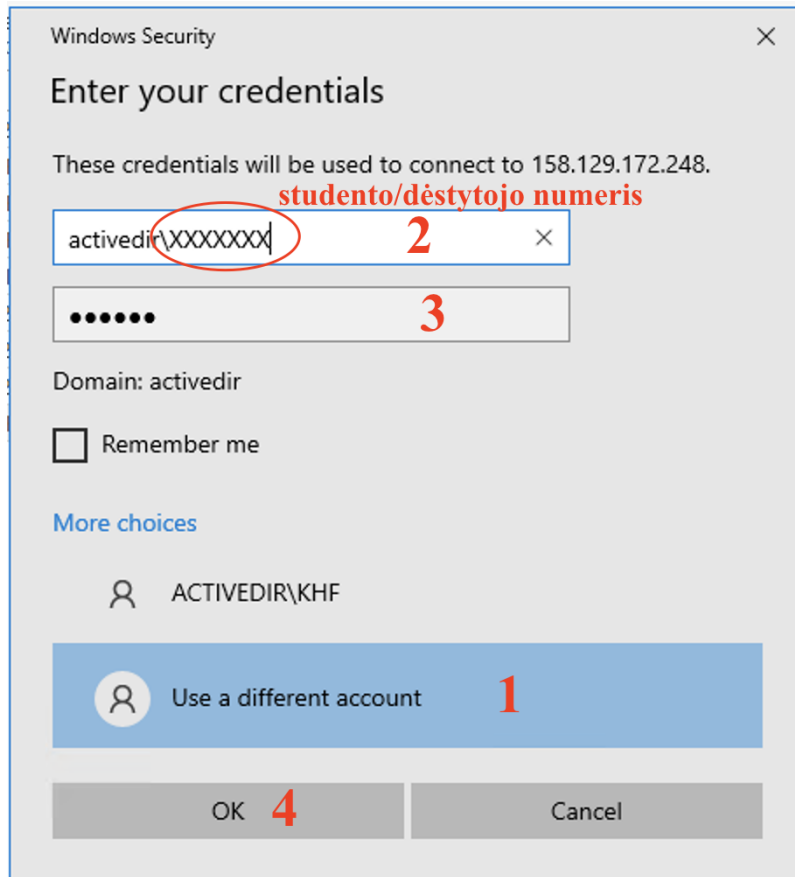 Windows Security
Enter your credentials
These credentials will be used to connect to 158.129.172.248.
studento/dėstytojo numeris
activedir\XXXXXXX 2
●●●●●● 3
Domain: activedir
Remember me
More choices
ACTIVEDIR\KHF
Use a different account 1
OK 4 Cancel